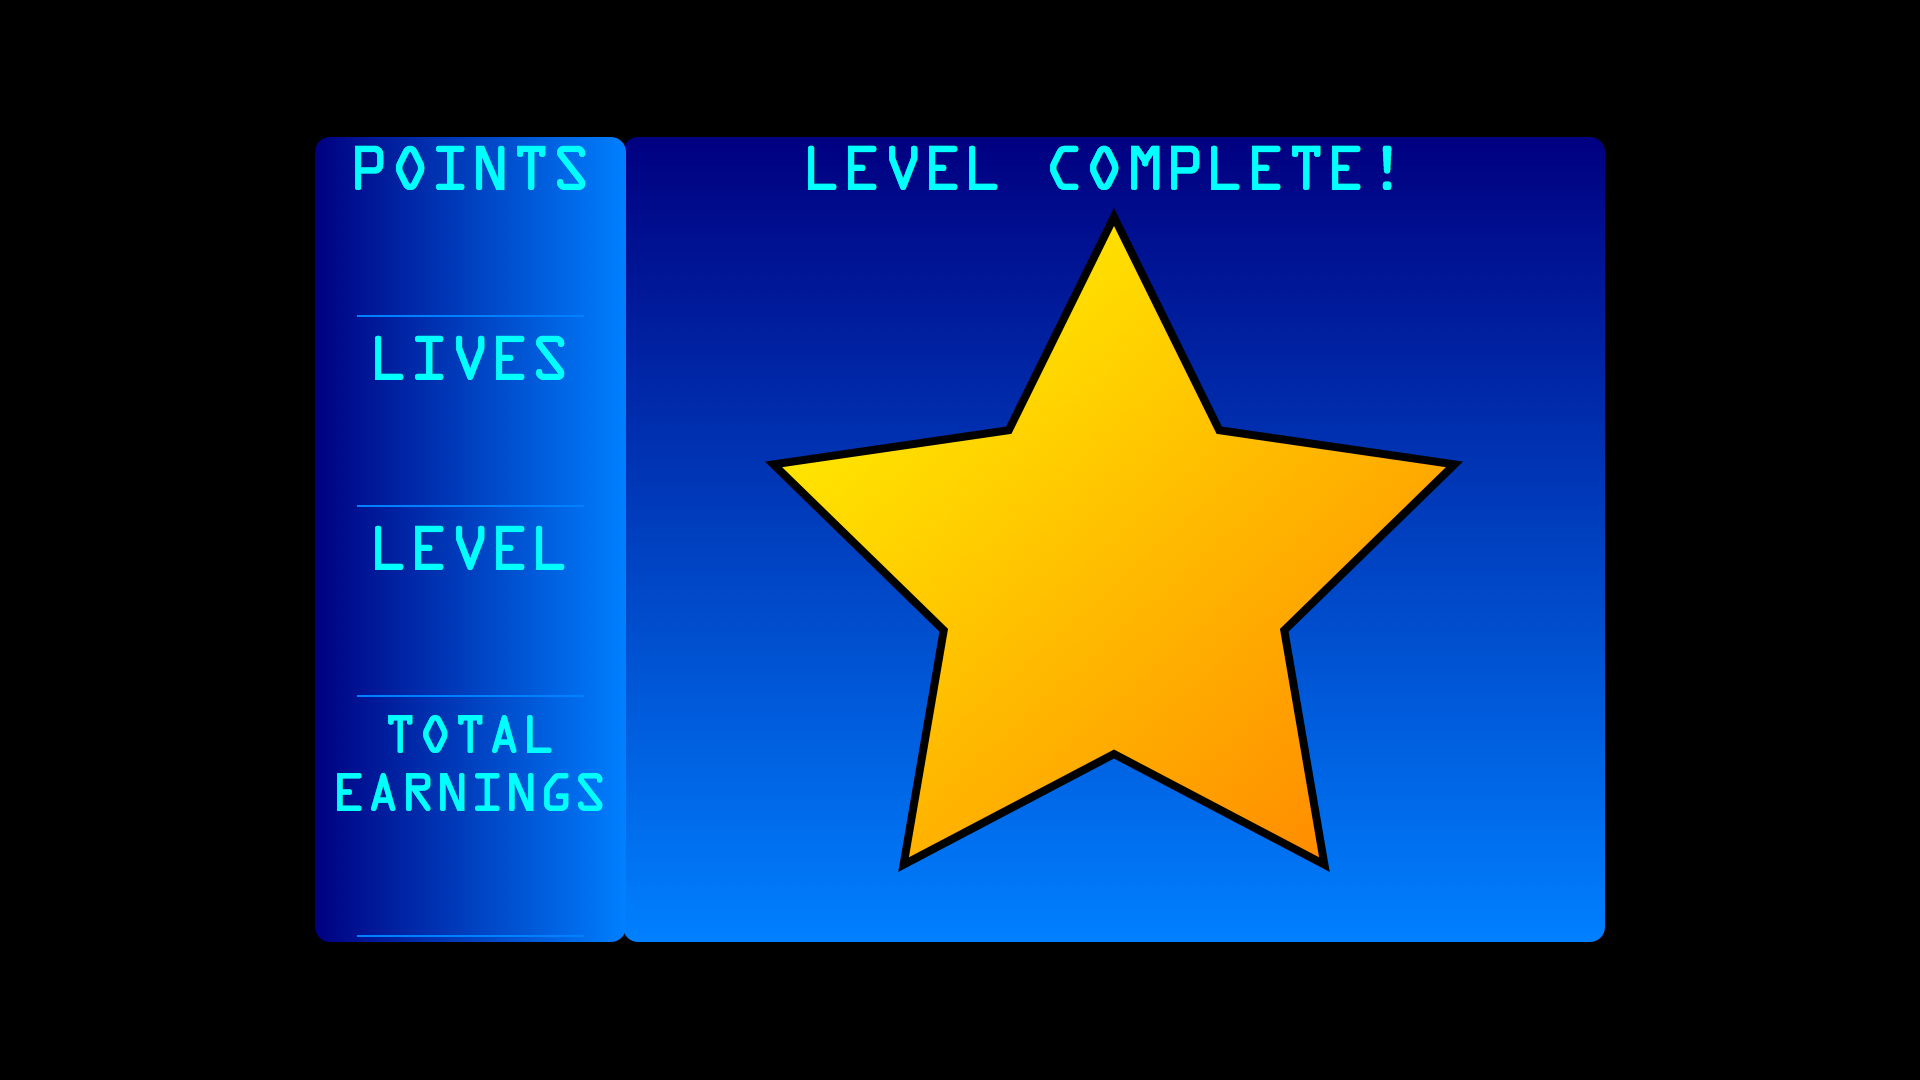 POINTS
LEVEL COMPLETE!
LIVES
LEVEL
TOTAL
EARNINGS